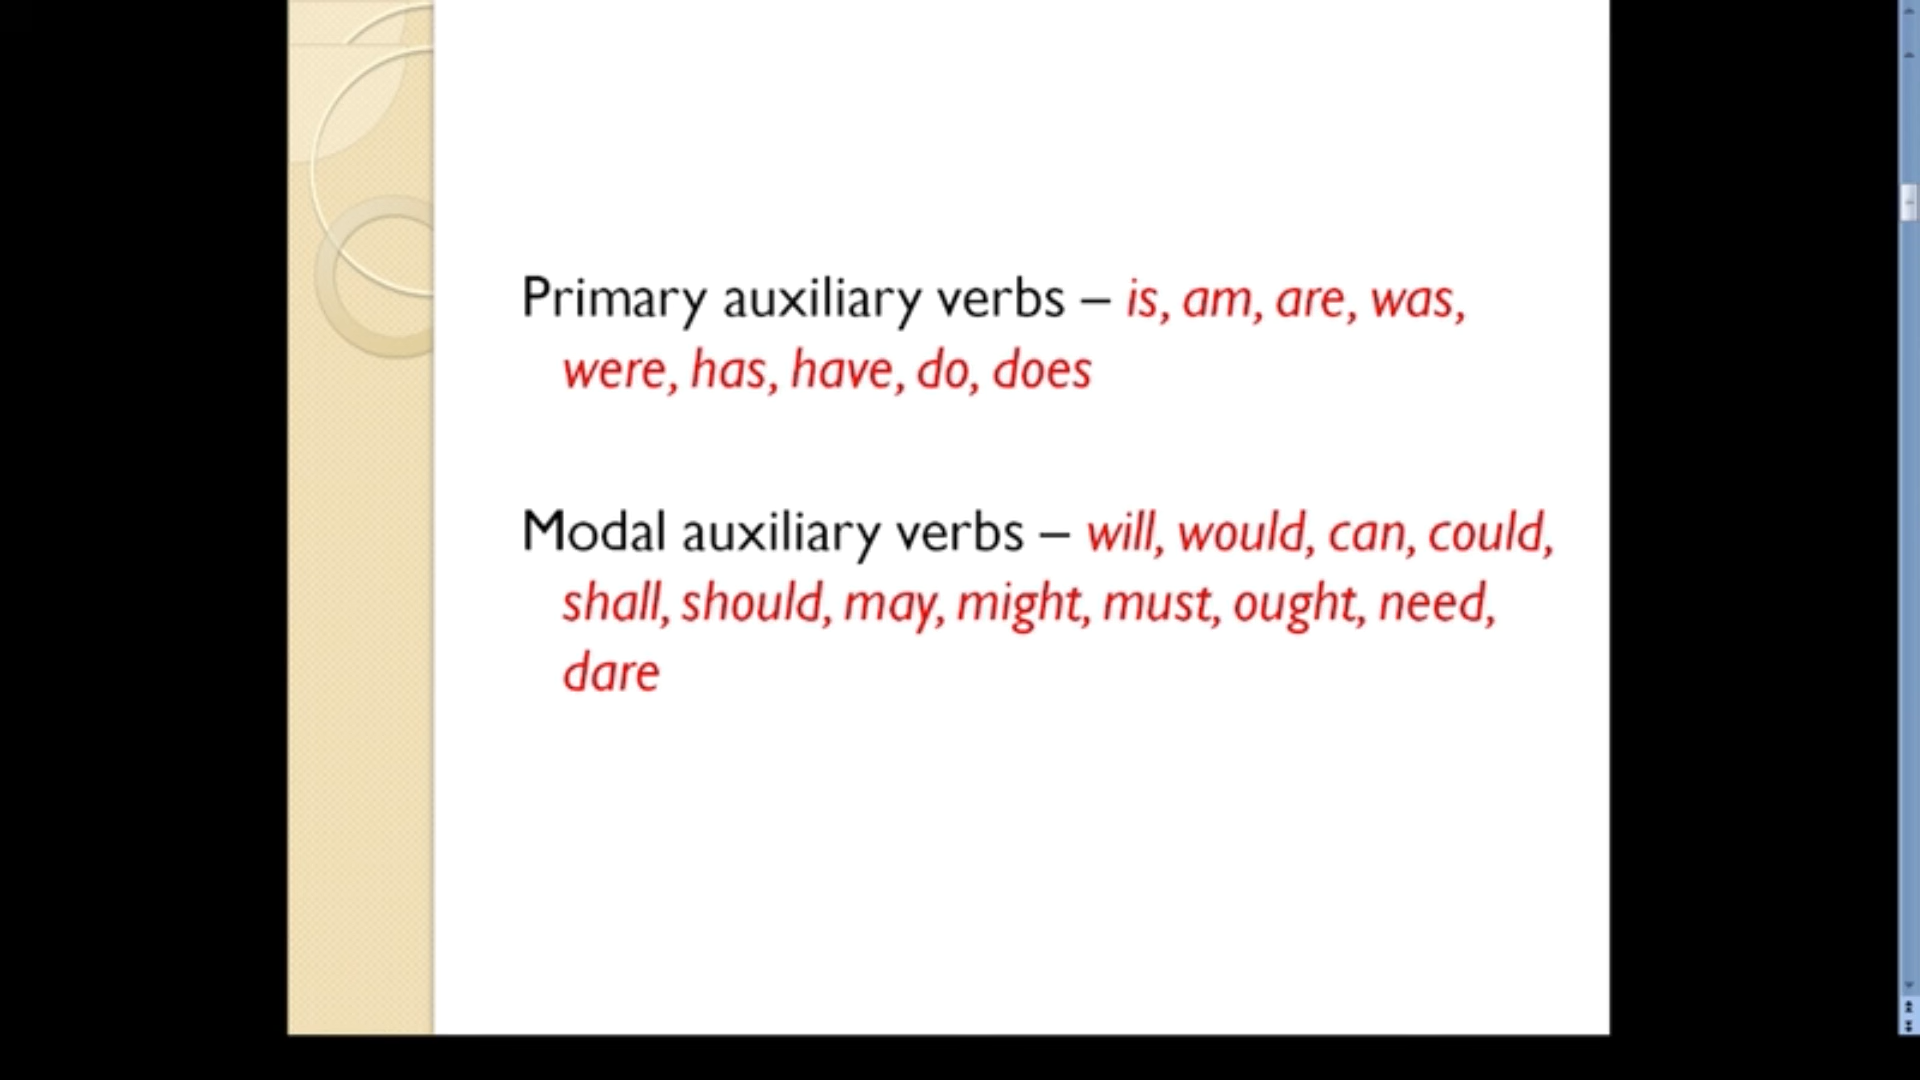 Primary auxiliary verbs – is, am, are, was,
were, has, have, do, does
Modal auxiliary verbs – will, would, can, could,
shall, should, may, might, must, ought, need,
dare